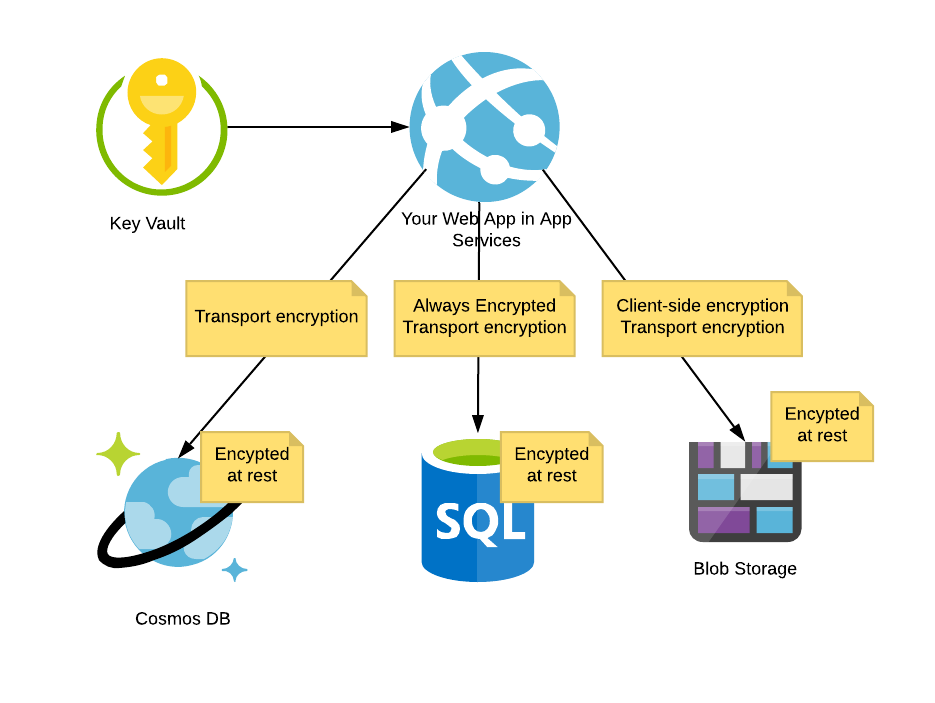 Key Vault
Your Web App in App
Services
Transport encryption
Always Encrypted
Transport encryption
Client-side encryption
Transport encryption
Encypted
at rest
Encypted
at rest
Encypted
at rest
SQL
Blob Storage
Cosmos DB